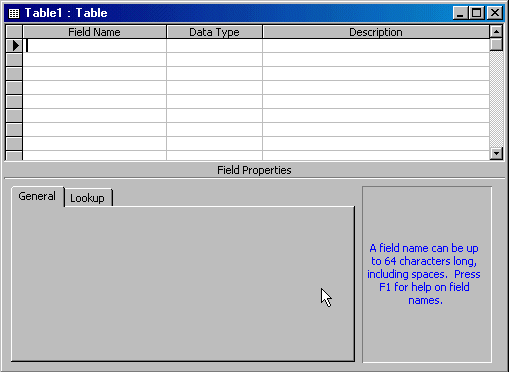 Table1 : Table
Field Name Data Type Description
Field Properties
General Lookup
A field name can be up
to 64 characters long,
including spaces. Press
F1 for help on field
names.